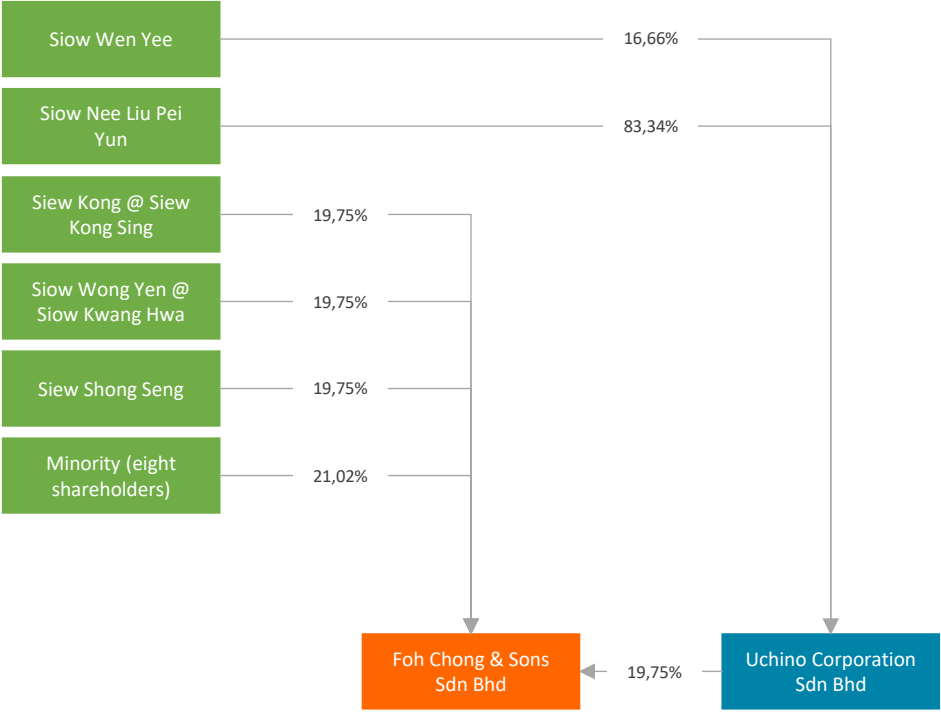 Siow Wen Yee
16,66%
Siow Nee Liu Pei
Yun
83,34%
Siew Kong @ Siew
Kong Sing
19,75%
Siow Wong Yen @
Siow Kwang Hwa
19,75%
Siew Shong Seng
19,75%
Minority (eight
shareholders)
21,02%
Foh Chong & Sons
Sdn Bhd
19,75%
Uchino Corporation
Sdn Bhd